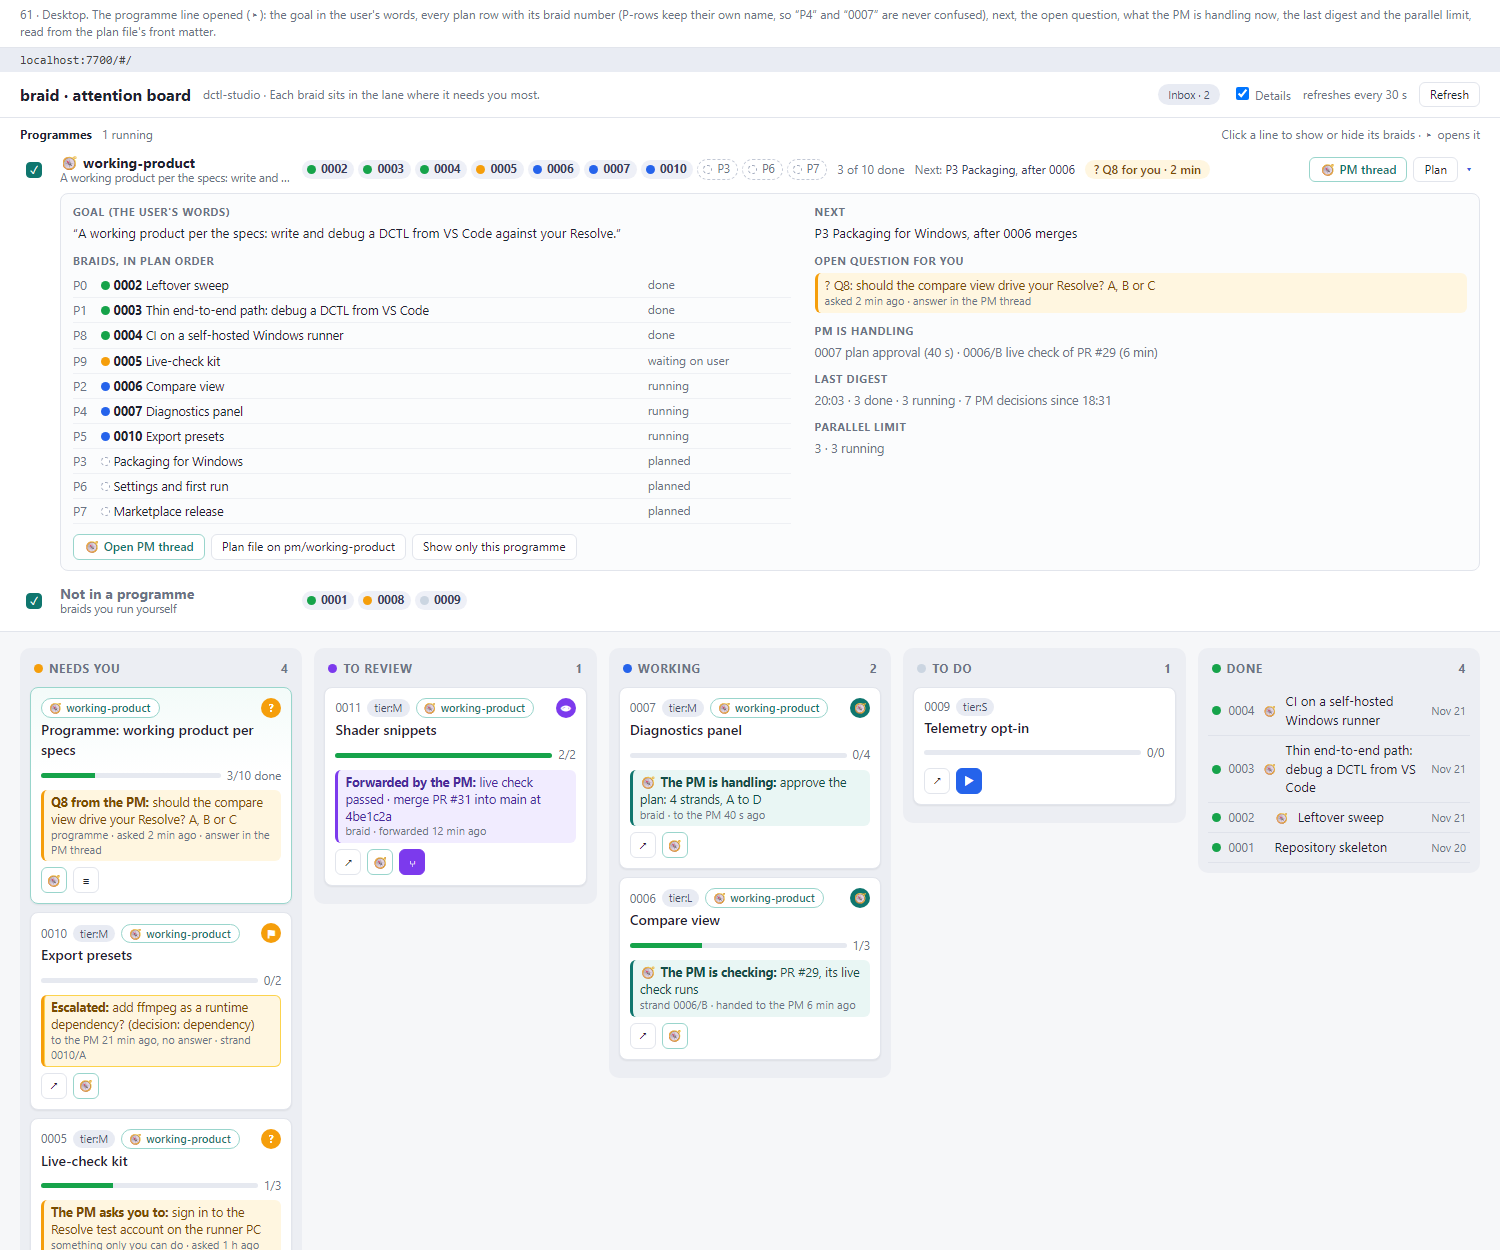 61 · Desktop. The programme line opened (▸): the goal in the user's words, every plan row with its braid number (P-rows keep their own name, so “P4” and “0007” are never confused), next, the open question, what the PM is handling now, the last digest and the parallel limit,
read from the plan file's front matter.
localhost:7700/#/
braid · attention board dctl-studio · Each braid sits in the lane where it needs you most. Inbox · 2 Details refreshes every 30 s Refresh
Programmes 1 running Click a line to show or hide its braids · ▸ opens it
working-product
A working product per the specs: write and ...
0002 0003 0004 0005 0006 0007 0010 P3 P6 P7 3 of 10 done Next: P3 Packaging, after 0006 ? Q8 for you · 2 min PM thread Plan
GOAL (THE USER'S WORDS)
“A working product per the specs: write and debug a DCTL from VS Code against your Resolve.”
BRAIDS, IN PLAN ORDER
P0 0002 Leftover sweep done
P1 0003 Thin end-to-end path: debug a DCTL from VS Code done
P8 0004 CI on a self-hosted Windows runner done
P9 0005 Live-check kit waiting on user
P2 0006 Compare view running
P4 0007 Diagnostics panel running
P5 0010 Export presets running
P3 Packaging for Windows planned
P6 Settings and first run planned
P7 Marketplace release planned
Open PM thread Plan file on pm/working-product Show only this programme
NEXT
P3 Packaging for Windows, after 0006 merges
OPEN QUESTION FOR YOU
? Q8: should the compare view drive your Resolve? A, B or C
asked 2 min ago · answer in the PM thread
PM IS HANDLING
0007 plan approval (40 s) · 0006/B live check of PR #29 (6 min)
LAST DIGEST
20:03 · 3 done · 3 running · 7 PM decisions since 18:31
PARALLEL LIMIT
3 · 3 running
Not in a programme
braids you run yourself
0001 0008 0009
NEEDS YOU 4
working-product ?
Programme: working product per
specs
3/10 done
Q8 from the PM: should the compare
view drive your Resolve? A, B or C
programme · asked 2 min ago · answer in the
PM thread
0010 tier:M working-product
Export presets
0/2
Escalated: add ffmpeg as a runtime
dependency? (decision: dependency)
to the PM 21 min ago, no answer · strand
0010/A
0005 tier:M working-product ?
Live-check kit
1/3
The PM asks you to: sign in to the
Resolve test account on the runner PC
something only you can do · asked 1 h ago
TO REVIEW 1
0011 tier:M working-product
Shader snippets
2/2
Forwarded by the PM: live check
passed · merge PR #31 into main at
4be1c2a
braid · forwarded 12 min ago
WORKING 2
0007 tier:M working-product
Diagnostics panel
0/4
The PM is handling: approve the
plan: 4 strands, A to D
braid · to the PM 40 s ago
0006 tier:L working-product
Compare view
1/3
The PM is checking: PR #29, its live
check runs
strand 0006/B · handed to the PM 6 min ago
TO DO 1
0009 tier:S
Telemetry opt-in
0/0
DONE 4
0004 CI on a self-hosted
Windows runner Nov 21
0003 Thin end-to-end path:
debug a DCTL from VS
Code Nov 21
0002 Leftover sweep Nov 21
0001 Repository skeleton Nov 20